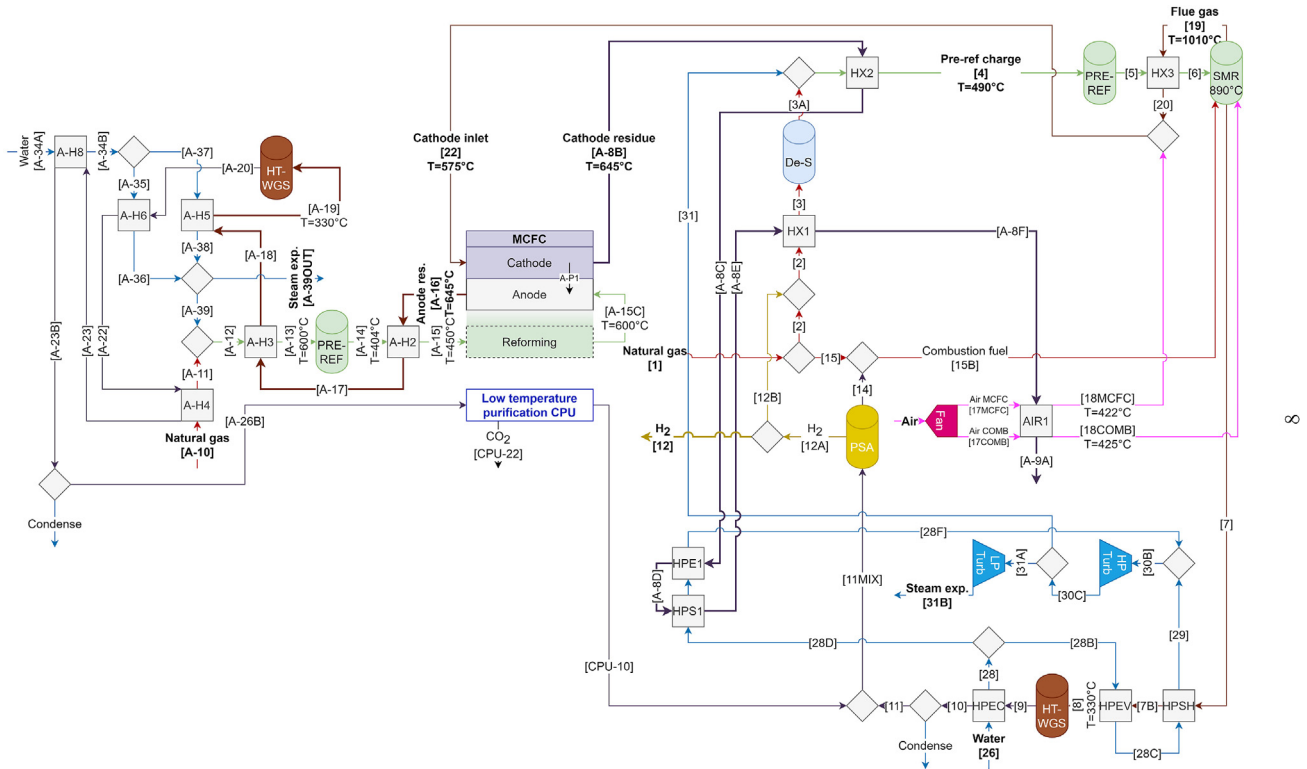 Flue gas
[19]
T=1010°C
Pre-ref charge
[4]
T=490°C
HX2
PRE-
REF
[5]
HX3
[6]
SMR
890°C
[3A]
[20]
Water
[A-34A]
A-H8
[A-34B]
[A-37]
[A-20]
HT-
WGS
[A-35]
A-H6
A-H5
[A-19]
T=330°C
[A-18]
[A-38]
[A-36]
Steam exp.
[A-39OUT]
[A-39]
[A-12]
A-H3
[A-13]
T=600°C
PRE-
REF
[A-14]
T=404°C
A-H2
[A-15]
T=450°C
Anode res.
[A-16]
T=645°C
[A-17]
[A-11]
A-H4
[A-22]
[A-23]
[A-23B]
Natural gas
[A-10]
[A-26B]
Condense
Cathode inlet
[22]
T=575°C
Cathode residue
[A-8B]
T=645°C
MCFC
Cathode
A-P1
Anode
Reforming
[A-15C]
T=600°C
Low temperature
purification CPU
CO2
[CPU-22]
De-S
[3]
HX1
[31]
[A-8C]
[A-8E]
[A-8F]
[2]
[2]
Natural gas
[1]
[15]
Combustion fuel
[15B]
[14]
[12B]
H2
[12]
H2
[12A]
PSA
Air
Fan
Air MCFC
[17MCFC]
Air COMB
[17COMB]
AIR1
[18MCFC]
T=422°C
[18COMB]
T=425°C
[A-9A]
[7]
[28F]
HPE1
[A-8D]
HPS1
LP
Turb
[31A]
HP
Turb
[30B]
Steam exp.
[31B]
[30C]
[11MIX]
[29]
[28D]
[28B]
[CPU-10]
[28]
[11]
[10]
HPEC
[9]
HT-
WGS
[8]
T=330°C
HPEV
[7B]
HPSH
[28C]
Condense
Water
[26]
8